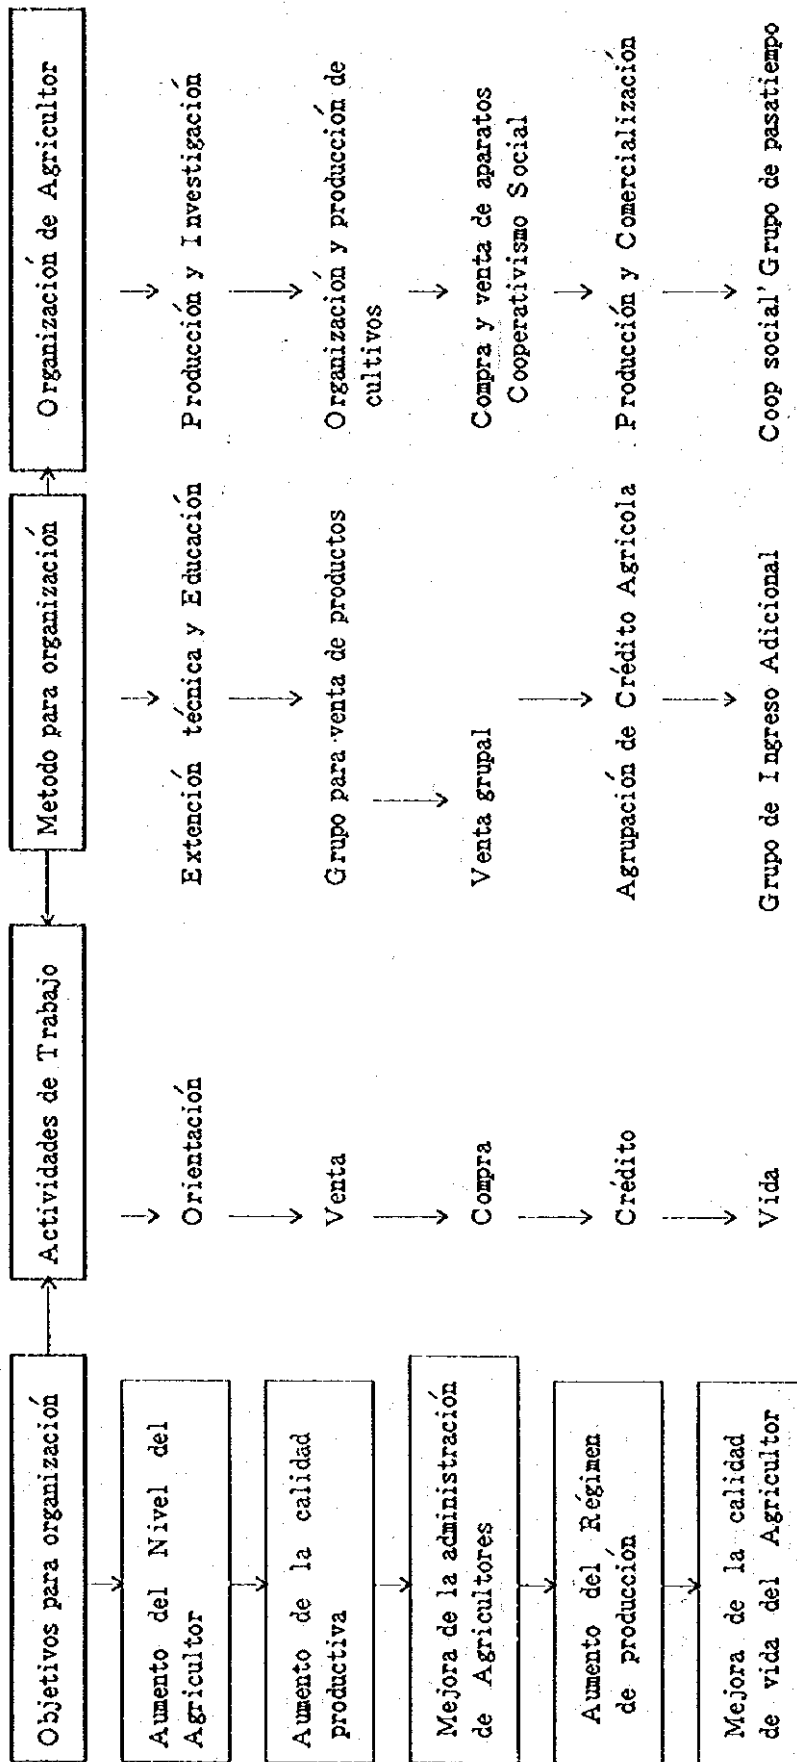 Objetivos para organización
Actividades de Trabajo
Metodo para organización
Organización de Agricultor
Aumento del Nivel del
Agricultor
Orientación
Extención técnica y Educación
Producción y Investigación
Aumento de la calidad
productiva
Venta
Grupo para venta de productos
Organización y producción de
cultivos
Mejora de la administración
de Agricultores
Compra
Venta grupal
Compra y venta de aparatos
Cooperativismo Social
Aumento del Régimen
de producción
Crédito
Agrupación de Crédito Agrícola
Producción y Comercialización
Mejora de la calidad
de vida del Agricultor
Vida
Grupo de Ingreso Adicional
Coop social' Grupo de pasatiempo